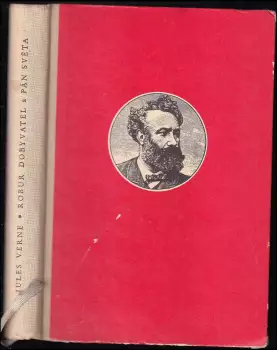 JULES VERNE • ROBUR DOBYVATEL a PÁN SVĚTA